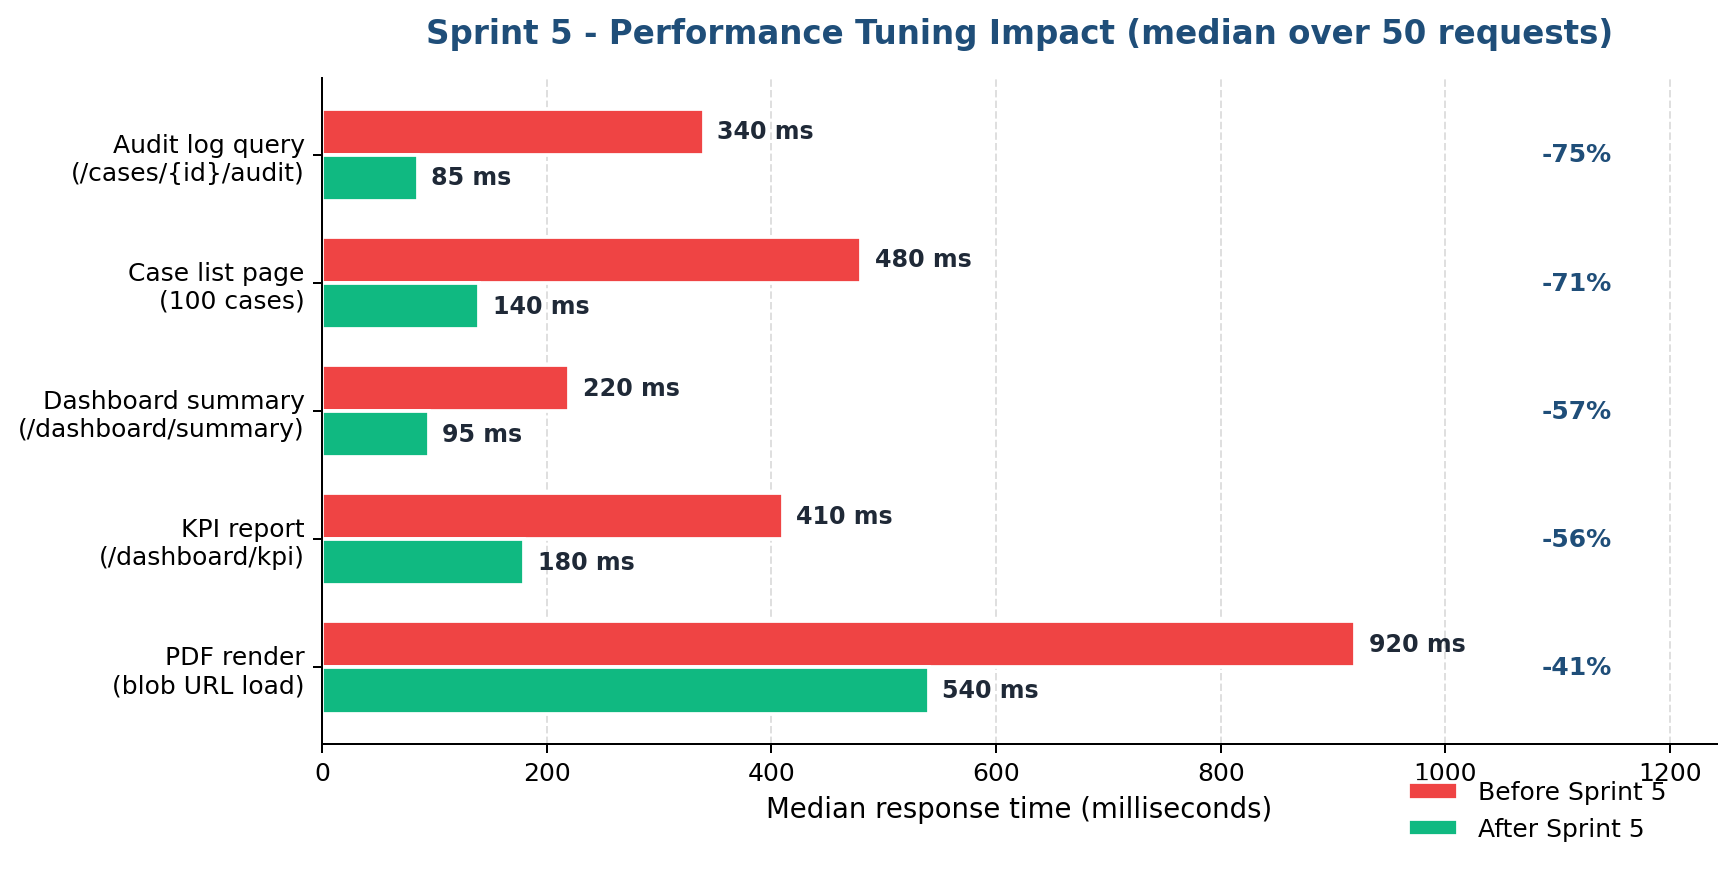 Sprint 5 - Performance Tuning Impact (median over 50 requests)
Audit log query
(/cases/{id}/audit)
340 ms
85 ms
-75%
Case list page
(100 cases)
480 ms
140 ms
-71%
Dashboard summary
(/dashboard/summary)
220 ms
95 ms
-57%
KPI report
(/dashboard/kpi)
410 ms
180 ms
-56%
PDF render
(blob URL load)
920 ms
540 ms
-41%
0 200 400 600 800 1000 1200
Median response time (milliseconds)
Before Sprint 5
After Sprint 5